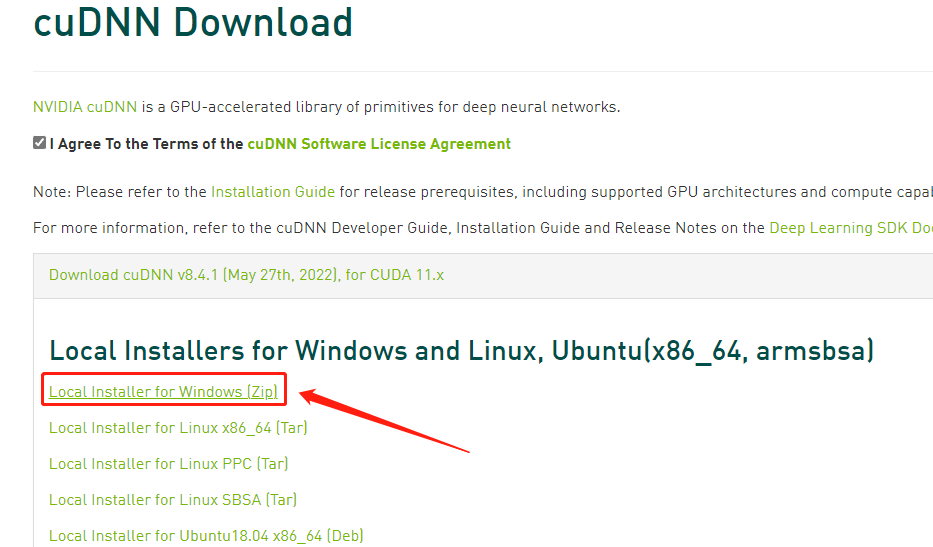 cuDNN Download
NVIDIA cuDNN is a GPU-accelerated library of primitives for deep neural networks.
I Agree To the Terms of the cuDNN Software License Agreement
Note: Please refer to the Installation Guide for release prerequisites, including supported GPU architectures and compute capab
For more information, refer to the cuDNN Developer Guide, Installation Guide and Release Notes on the Deep Learning SDK Doc
Download cuDNN v8.4.1 (May 27th, 2022), for CUDA 11.x
Local Installers for Windows and Linux, Ubuntu(x86_64, armsbsa)
Local Installer for Windows (Zip)
Local Installer for Linux x86_64 (Tar)
Local Installer for Linux PPC (Tar)
Local Installer for Linux SBSA (Tar)
Local Installer for Ubuntu18.04 x86_64 (Deb)